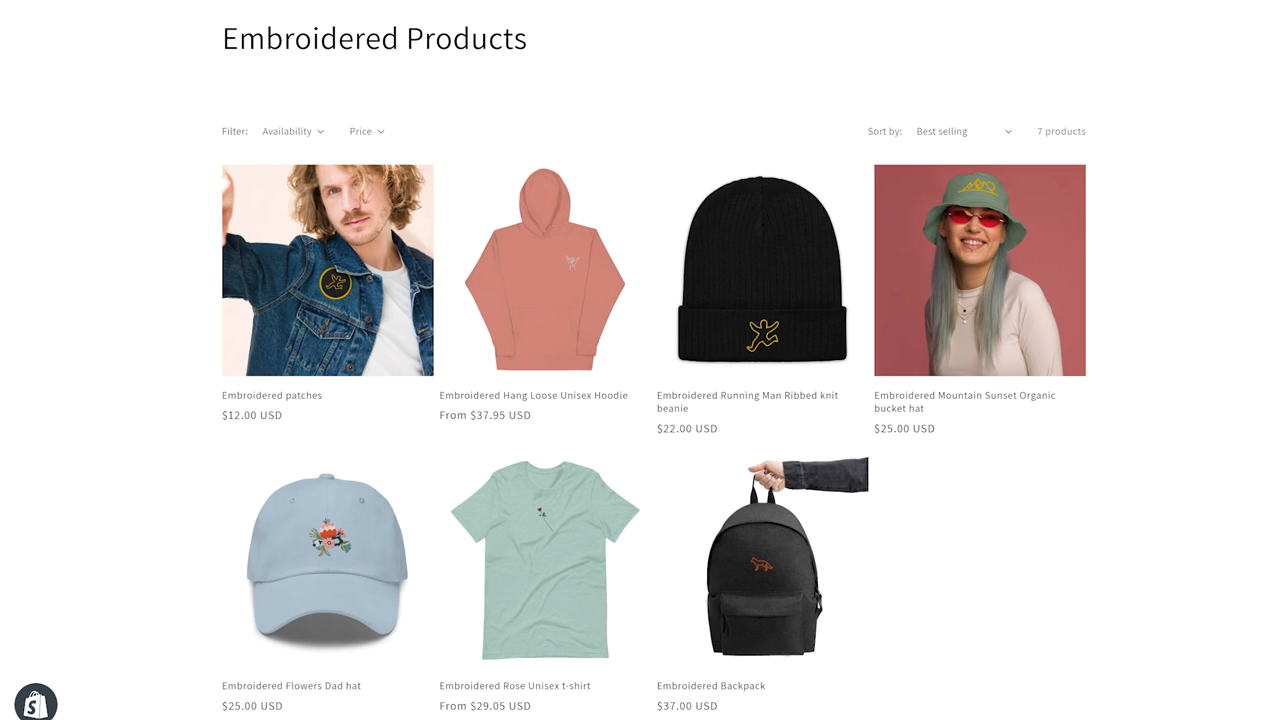 Embroidered Products
Filter: Availability Price
Sort by: Best selling 7 products
Embroidered patches
$12.00 USD
Embroidered Hang Loose Unisex Hoodie
From $37.95 USD
Embroidered Running Man Ribbed knit
beanie
$22.00 USD
Embroidered Mountain Sunset Organic
bucket hat
$25.00 USD
Embroidered Flowers Dad hat
$25.00 USD
Embroidered Rose Unisex t-shirt
From $29.05 USD
Embroidered Backpack
$37.00 USD
S